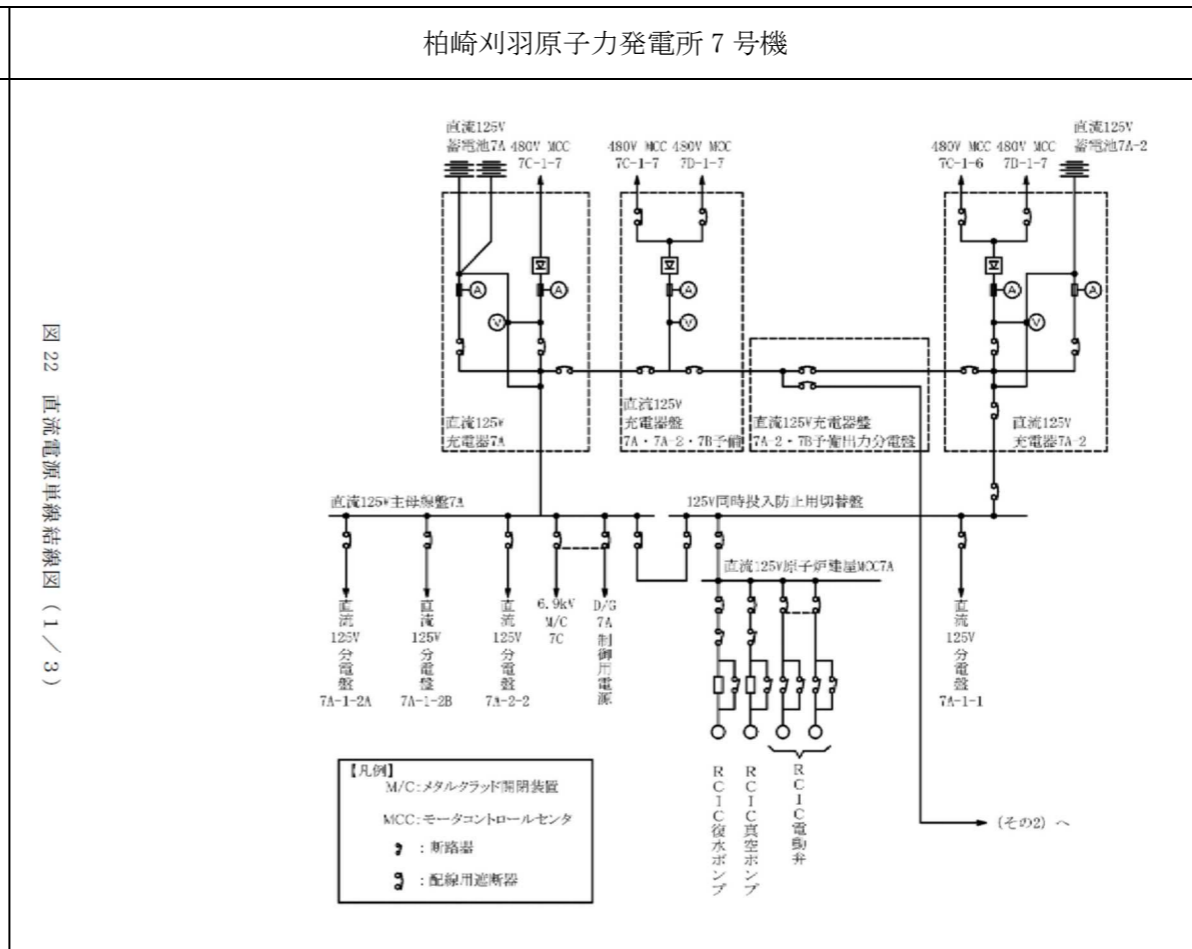 柏崎刈羽原子力発電所 7 号機
図 22 直流電源単線結線図 (1/3)
直流125V
蓄電池7A
480V MCC
7C-1-7
480V MCC
7C-1-7
480V MCC
7D-1-7
480V MCC
7C-1-6
480V MCC
7D-1-7
直流125V
蓄電池7A-2
A
V
A
V
A
V
A
直流125V
充電器7A
直流125V
充電器盤
7A・7A-2・7B予備
直流125V充電器盤
7A-2・7B予備出力分電盤
直流125V
充電器7A-2
直流125V主母線盤7A
125V同時投入防止用切替盤
直流125V原子炉建屋MCC7A
直流
125V
分電盤
7A-1-2A
直流
125V
分電盤
7A-1-2B
直流
125V
分電盤
7A-2-2
6.9kV
M/C
7C
D/G
7A
制御用電源
直流
125V
分電盤
7A-1-1
RCIC復水ポンプ
RCIC真空ポンプ
RCIC電動弁
(その2) へ
【凡例】
M/C:メタルクラッド開閉装置
MCC:モータコントロールセンタ
:断路器
:配線用遮断器